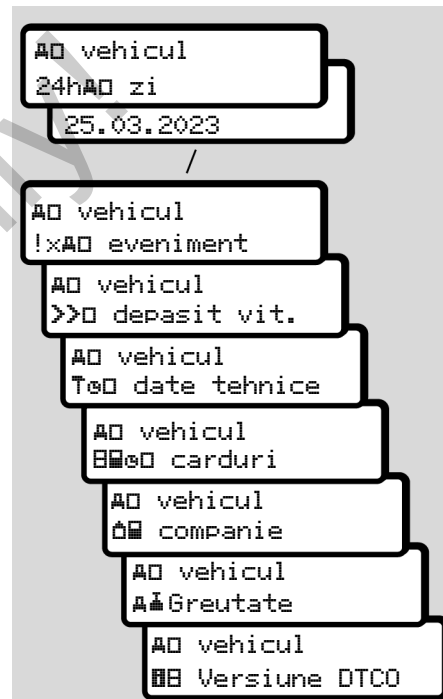 vehicul
24h zi
25.03.2023
/
vehicul
!x eveniment
vehicul
>> depasit vit.
vehicul
date tehnice
vehicul
carduri
vehicul
companie
vehicul
Greutate
vehicul
Versiune DTCO